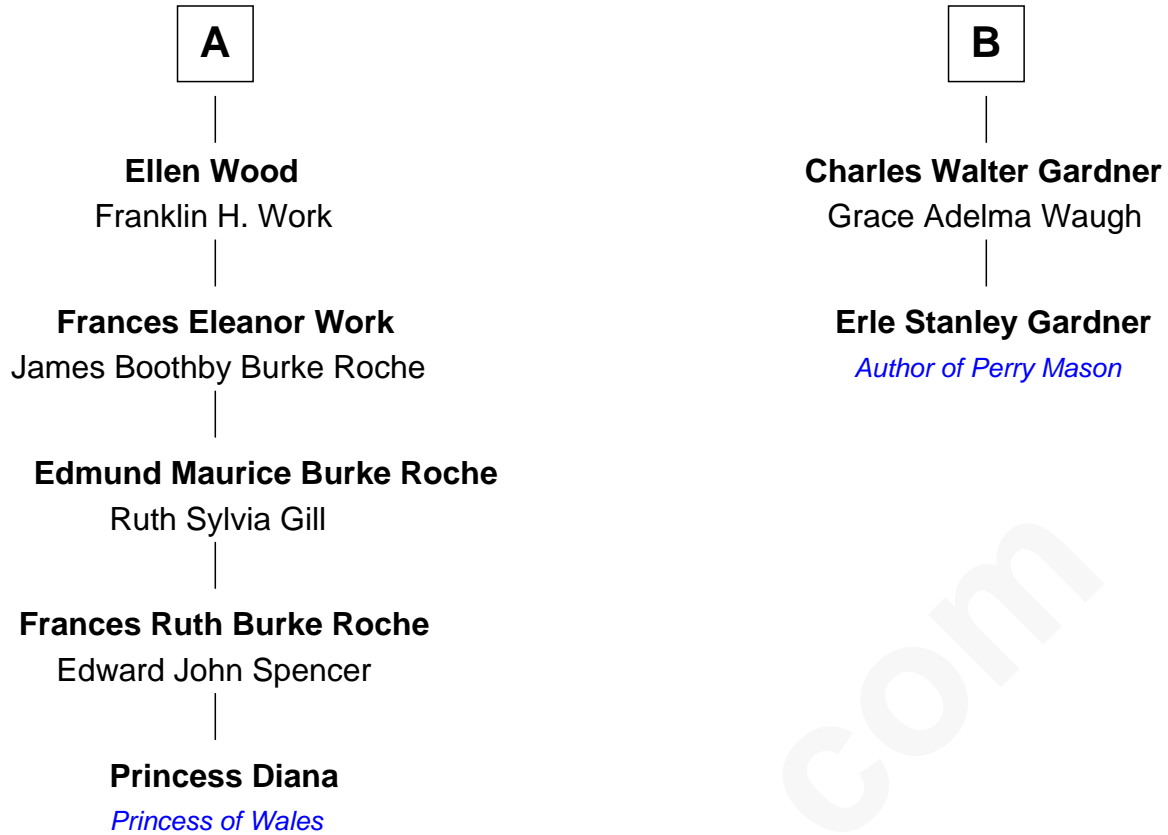 A
Ellen Wood
Franklin H. Work
Frances Eleanor Work
James Boothby Burke Roche
Edmund Maurice Burke Roche
Ruth Sylvia Gill
Frances Ruth Burke Roche
Edward John Spencer
Princess Diana
Princess of Wales
B
Charles Walter Gardner
Grace Adelma Waugh
Erle Stanley Gardner
Author of Perry Mason
com